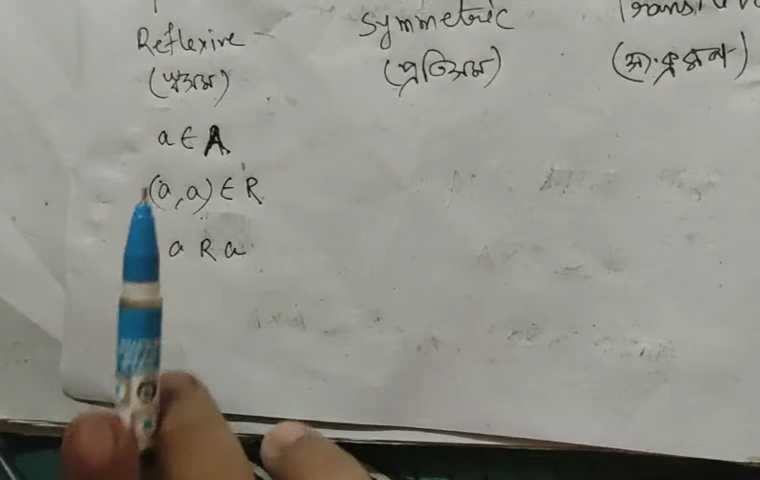 Reflexive Symmetric
(স্বসম) (প্রতিসম)
a ∈ A
(a, a) ∈ R
a R a